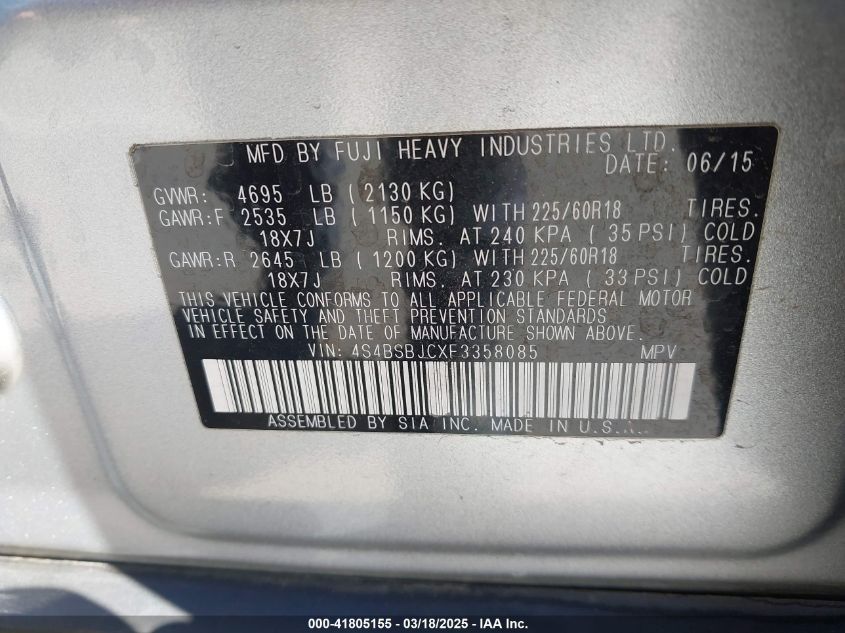 MFD BY FUJI HEAVY INDUSTRIES LTD.
DATE: 06/15
GVWR: 4695 LB ( 2130 KG)
GAWR:F 2535 LB ( 1150 KG) WITH 225/60R18 TIRES.
18X7J RIMS. AT 240 KPA ( 35 PSI) COLD
GAWR:R 2645 LB ( 1200 KG) WITH 225/60R18 TIRES.
18X7J RIMS. AT 230 KPA ( 33 PSI) COLD
THIS VEHICLE CONFORMS TO ALL APPLICABLE FEDERAL MOTOR
VEHICLE SAFETY AND THEFT PREVENTION STANDARDS
IN EFFECT ON THE DATE OF MANUFACTURE SHOWN ABOVE.
VIN: 4S4BSBJCXF3358085 MPV
ASSEMBLED BY SIA INC. MADE IN U.S.A.
000-41805155 - 03/18/2025 - IAA Inc.